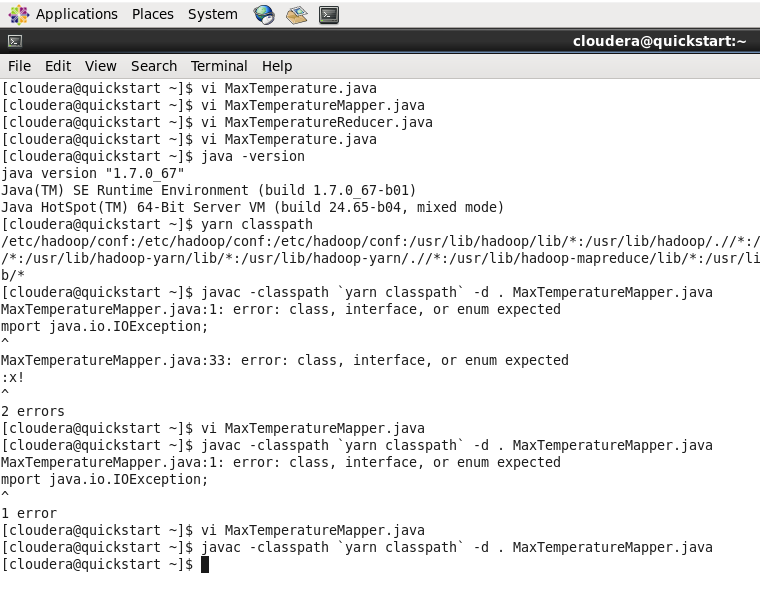 Applications Places System
cloudera@quickstart:~
File Edit View Search Terminal Help
[cloudera@quickstart ~]$ vi MaxTemperature.java
[cloudera@quickstart ~]$ vi MaxTemperatureMapper.java
[cloudera@quickstart ~]$ vi MaxTemperatureReducer.java
[cloudera@quickstart ~]$ vi MaxTemperature.java
[cloudera@quickstart ~]$ java -version
java version "1.7.0_67"
Java(TM) SE Runtime Environment (build 1.7.0_67-b01)
Java HotSpot(TM) 64-Bit Server VM (build 24.65-b04, mixed mode)
[cloudera@quickstart ~]$ yarn classpath
/etc/hadoop/conf:/etc/hadoop/conf:/etc/hadoop/conf:/usr/lib/hadoop/lib/*:/usr/lib/hadoop/.//*:/
/*:/usr/lib/hadoop-yarn/lib/*:/usr/lib/hadoop-yarn/.//*:/usr/lib/hadoop-mapreduce/lib/*:/usr/li
b/*
[cloudera@quickstart ~]$ javac -classpath `yarn classpath` -d . MaxTemperatureMapper.java
MaxTemperatureMapper.java:1: error: class, interface, or enum expected
mport java.io.IOException;
^
MaxTemperatureMapper.java:33: error: class, interface, or enum expected
:x!
^
2 errors
[cloudera@quickstart ~]$ vi MaxTemperatureMapper.java
[cloudera@quickstart ~]$ javac -classpath `yarn classpath` -d . MaxTemperatureMapper.java
MaxTemperatureMapper.java:1: error: class, interface, or enum expected
mport java.io.IOException;
^
1 error
[cloudera@quickstart ~]$ vi MaxTemperatureMapper.java
[cloudera@quickstart ~]$ javac -classpath `yarn classpath` -d . MaxTemperatureMapper.java
[cloudera@quickstart ~]$